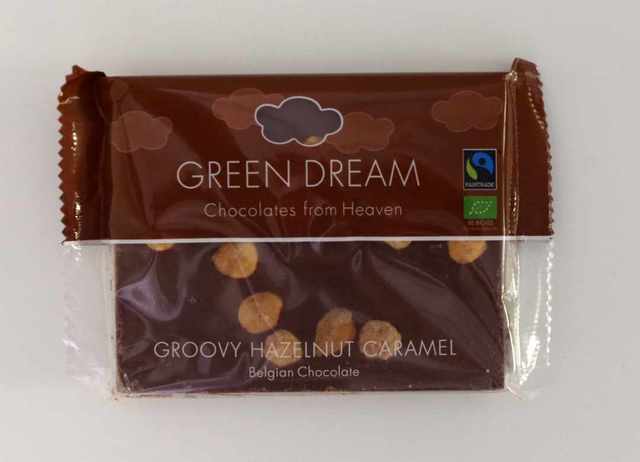 GREEN DREAM
Chocolates from Heaven
FAIRTRADE
GROOVY HAZELNUT CARAMEL
Belgian Chocolate